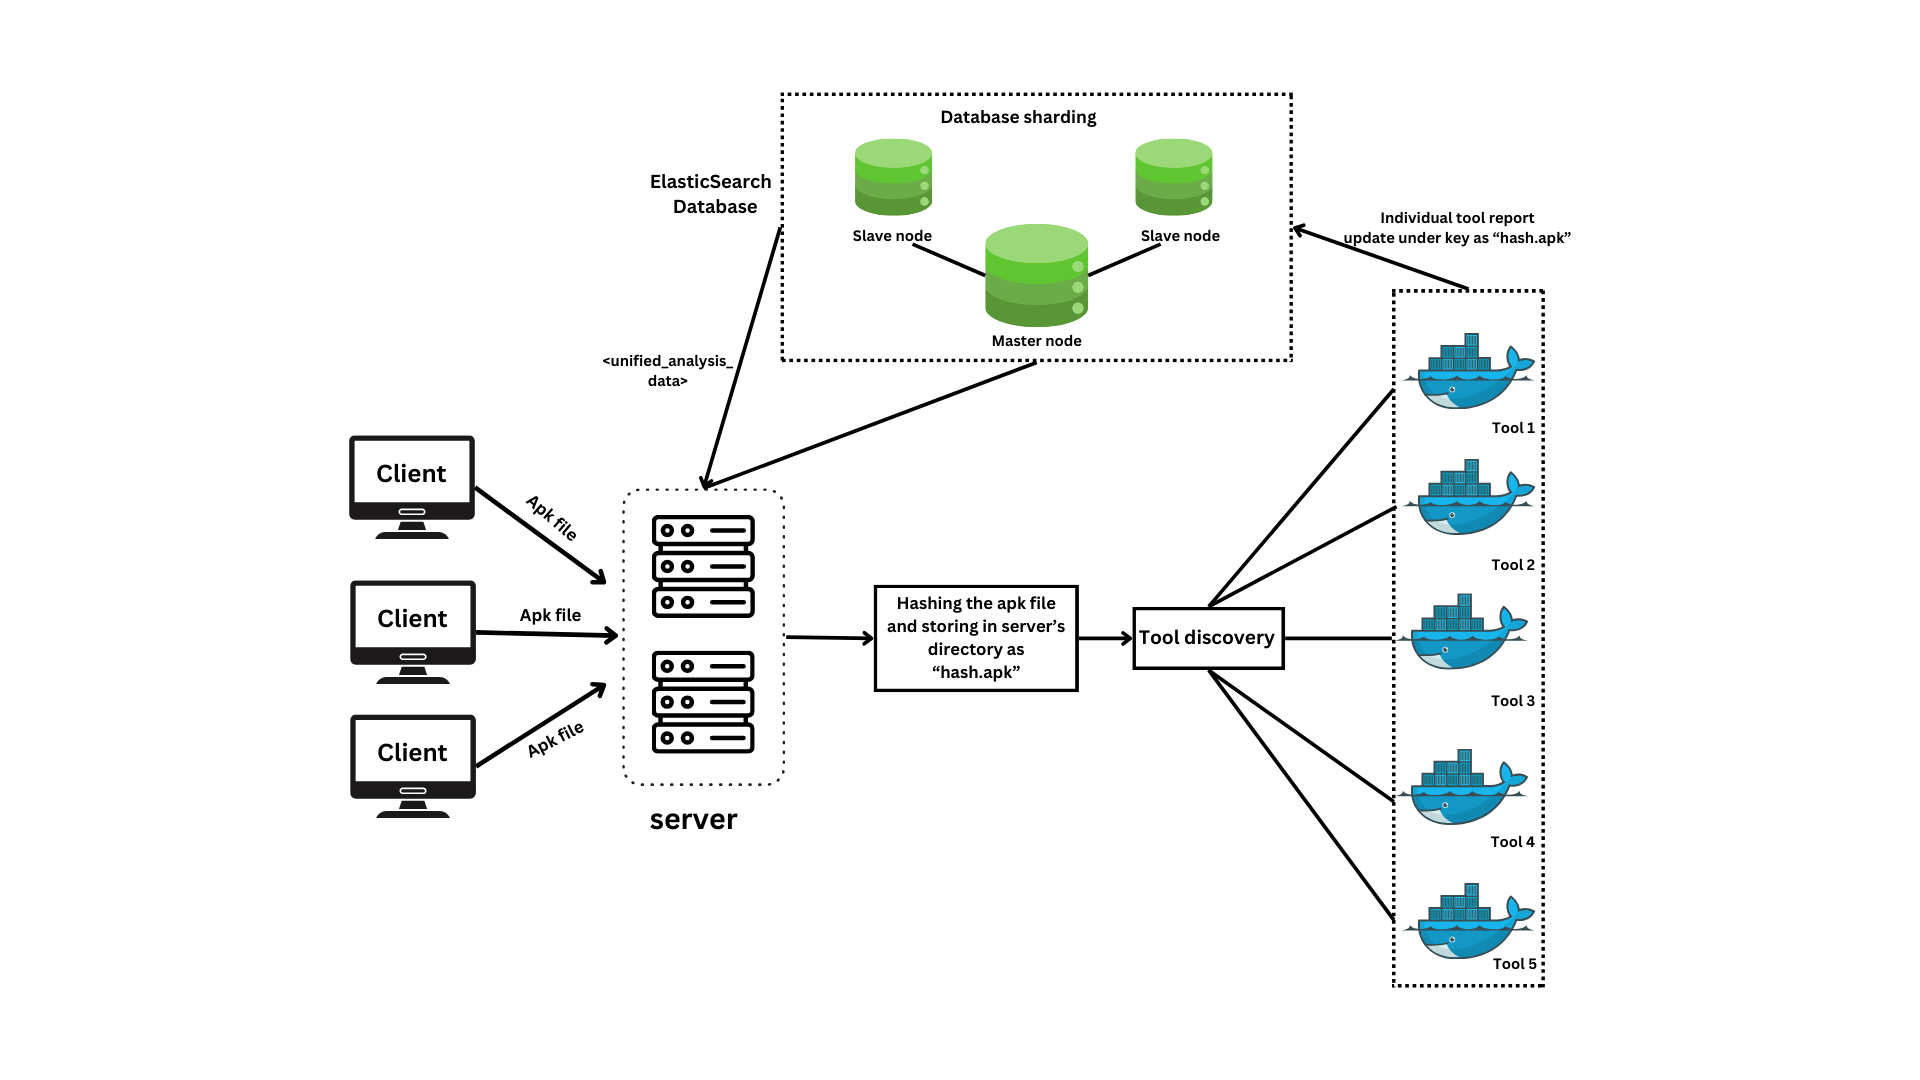 Database sharding
ElasticSearch
Database
Slave node
Slave node
Master node
Individual tool report
update under key as “hash.apk”
<unified_analysis_
data>
Client
Apk file
Client
Apk file
Client
Apk file
server
Hashing the apk file
and storing in server’s
directory as
“hash.apk”
Tool discovery
Tool 1
Tool 2
Tool 3
Tool 4
Tool 5